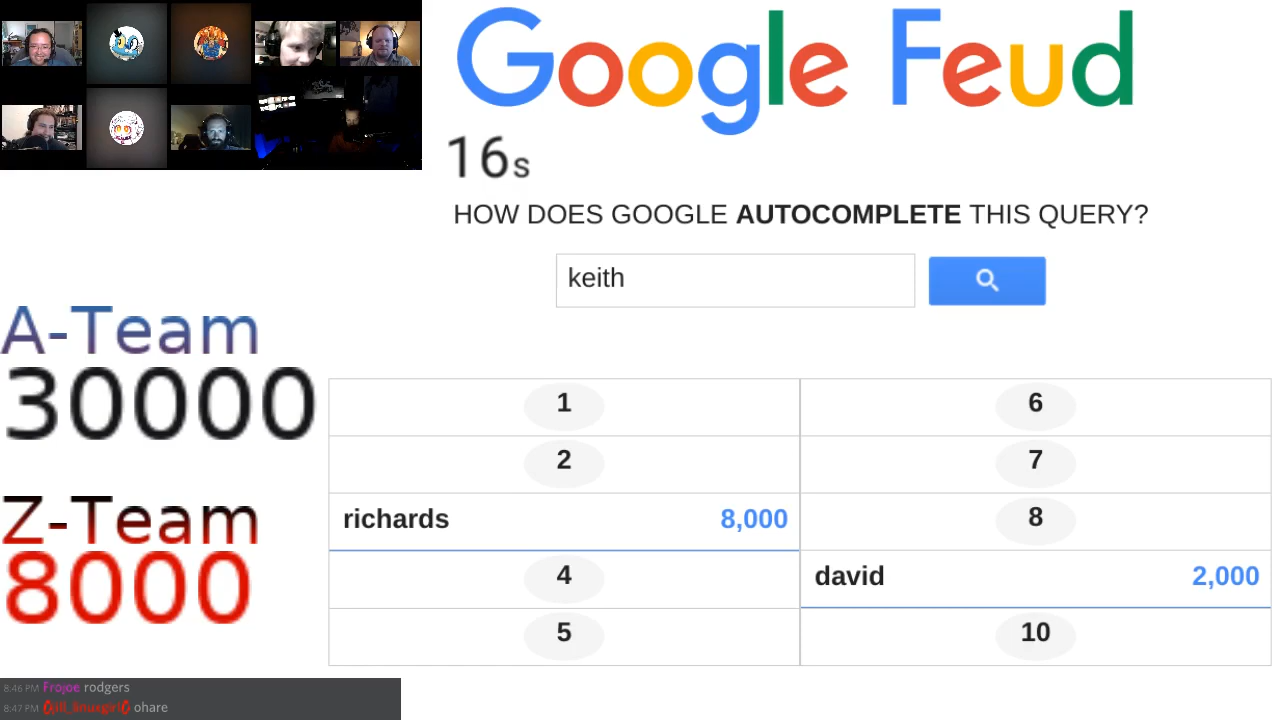 Google Feud
16s
HOW DOES GOOGLE AUTOCOMPLETE THIS QUERY?
keith
A-Team
30000
Z-Team
8000
1
6
2
7
richards 8,000
8
4
david 2,000
5
10
8:46 PM Frojoe rodgers
8:47 PM ohare